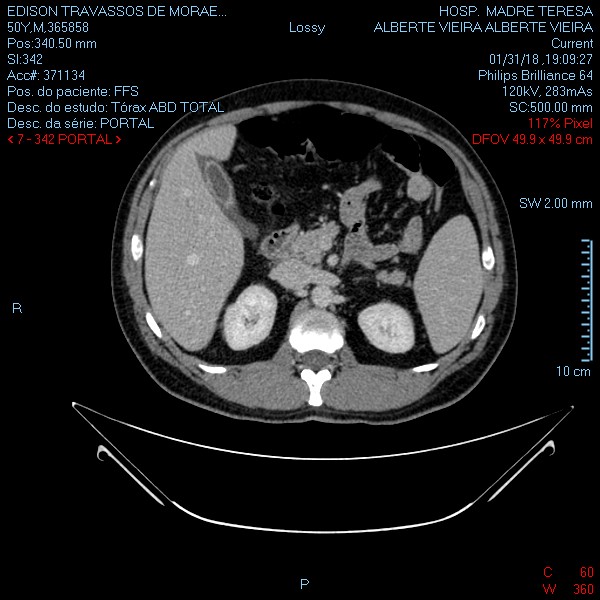 EDISON TRAVASSOS DE MORAE...
50Y,M,365858
Pos:340.50 mm
SI:342
Acc#: 371134
Pos. do paciente: FFS
Desc. do estudo: Tórax ABD TOTAL
Desc. da série: PORTAL
< 7 - 342 PORTAL >
Lossy
HOSP. MADRE TERESA
ALBERTE VIEIRA ALBERTE VIEIRA
Current
01/31/18 ,19:09:27
Philips Brilliance 64
120kV, 283mAs
SC:500.00 mm
117% Pixel
DFOV 49.9 x 49.9 cm
SW 2.00 mm
R
10 cm
P
C 60
W 360